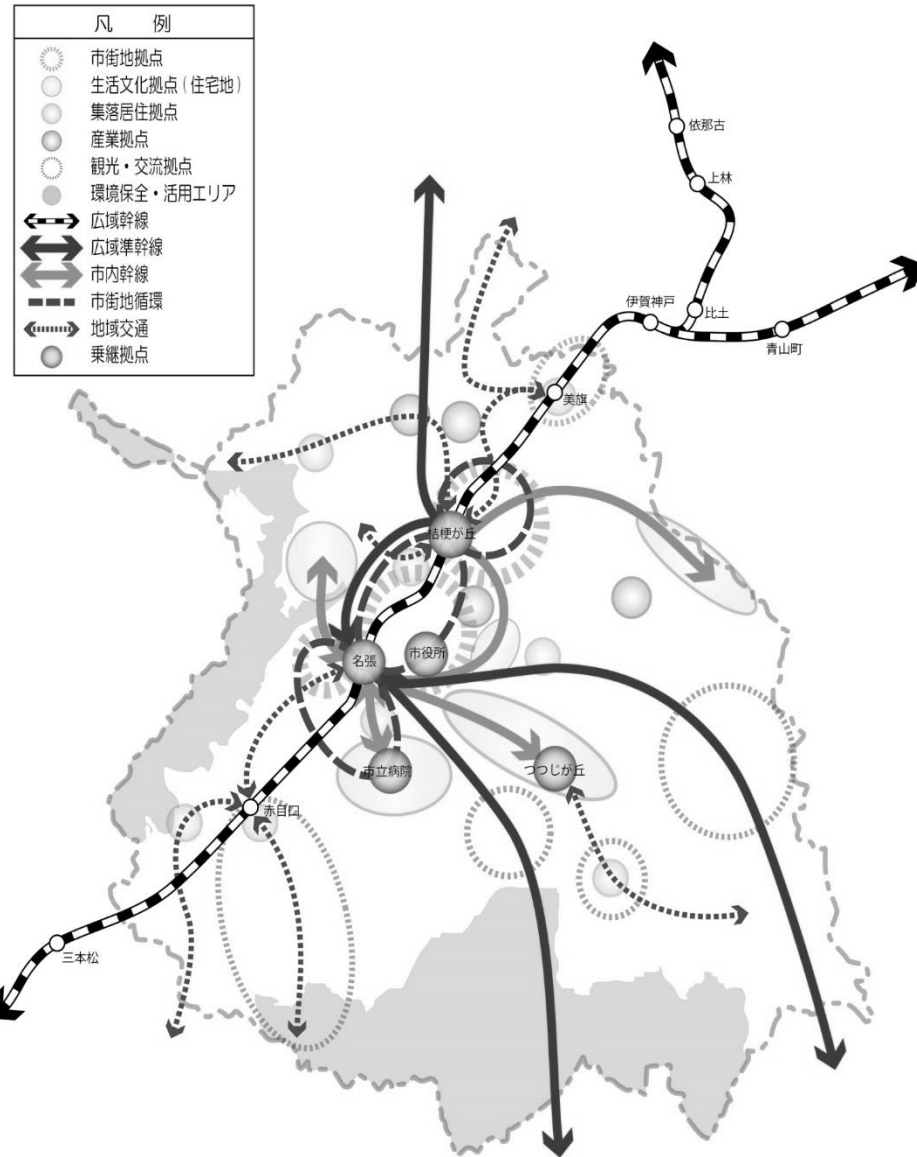 凡　例
市街地拠点
生活文化拠点（住宅地）
集落居住拠点
産業拠点
観光・交流拠点
環境保全・活用エリア
広域幹線
広域準幹線
市内幹線
市街地循環
地域交通
乗継拠点
依那古
上林
比土
伊賀神戸
青山町
美旗
桔梗が丘
市役所
名張
市立病院
つつじが丘
赤目口
三本松